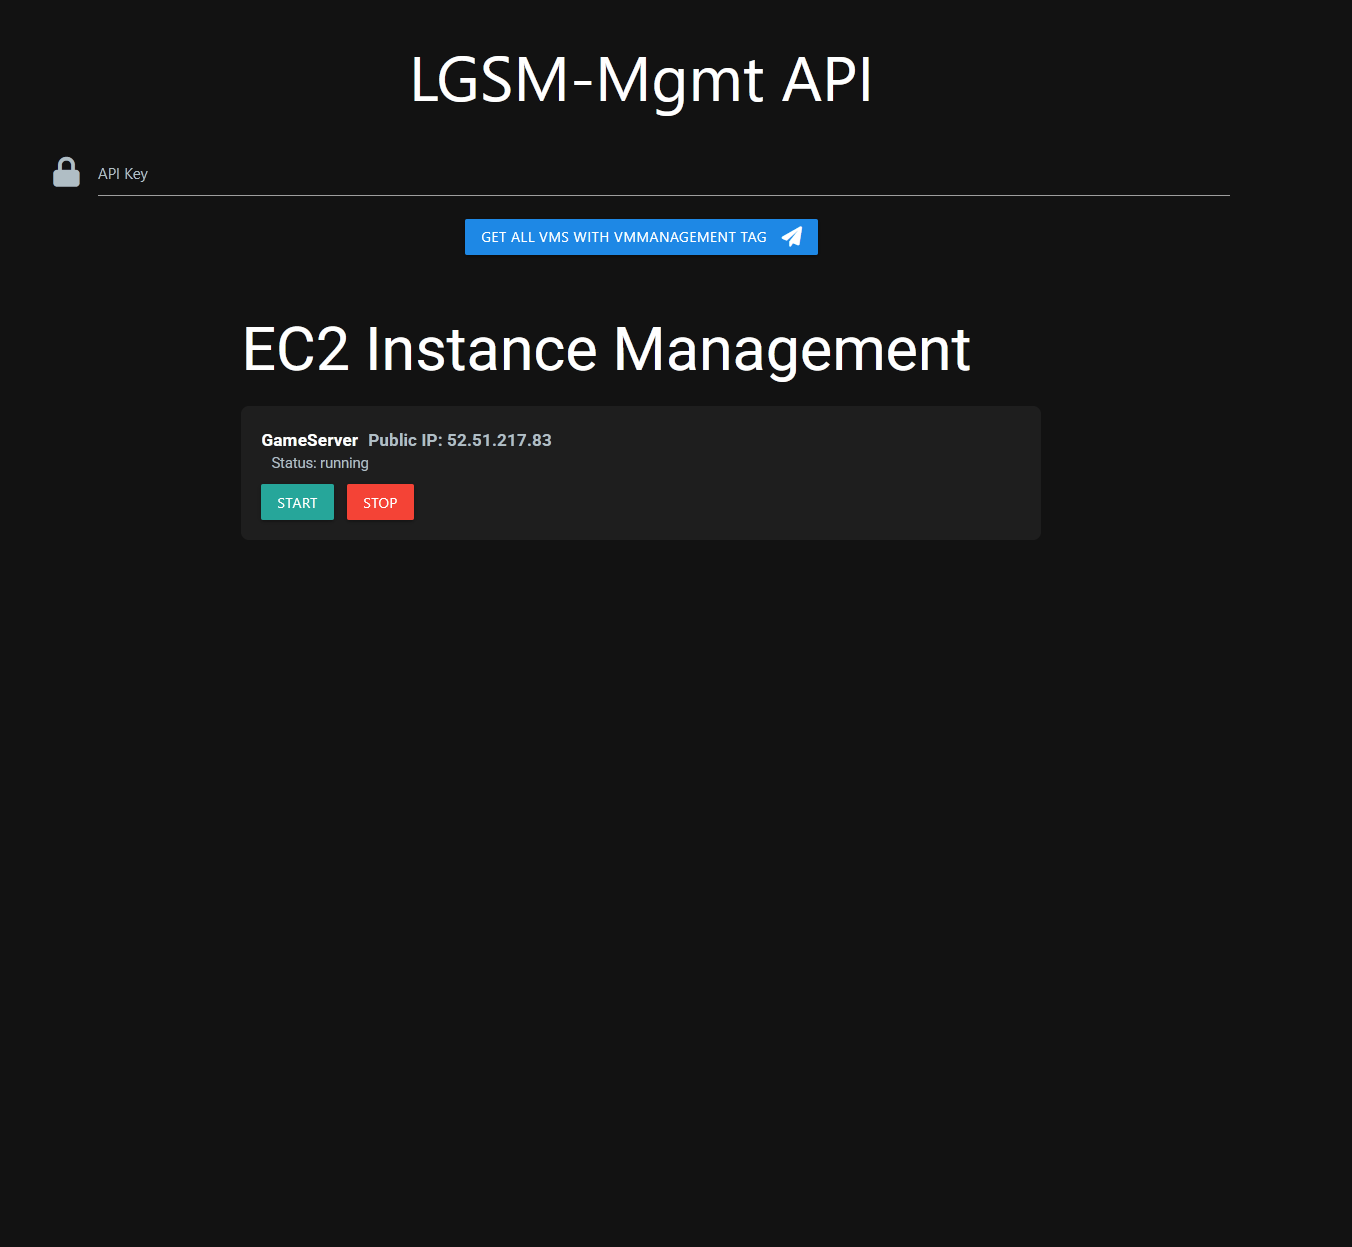 LGSM-Mgmt API
API Key
GET ALL VMS WITH VMMANAGEMENT TAG
EC2 Instance Management
GameServer Public IP: 52.51.217.83
Status: running
START STOP